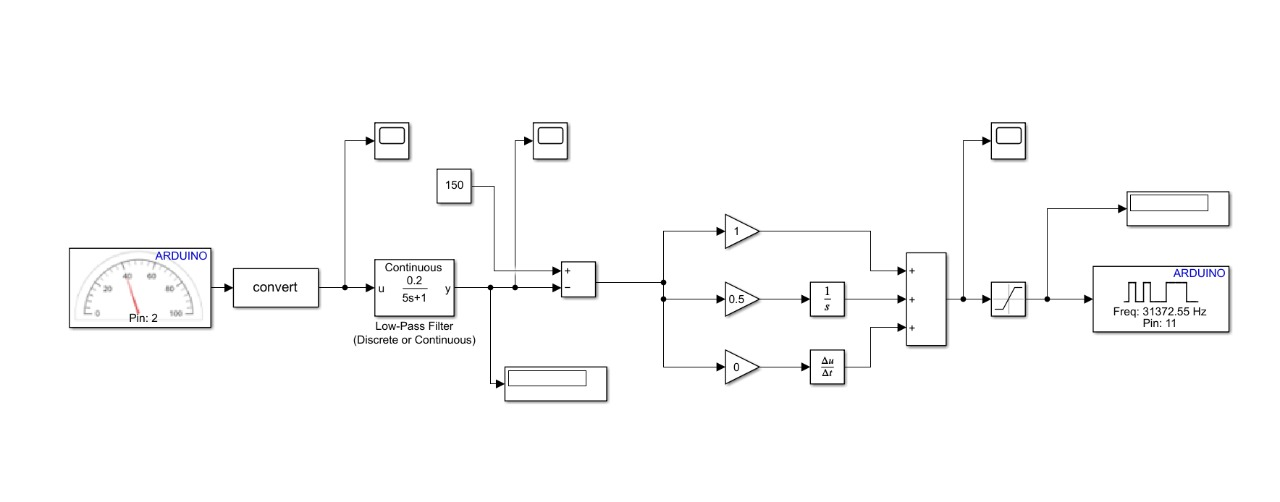 150
1
ARDUINO
0
20
40
60
80
100
Pin: 2
convert
Continuous
u
0.2
5s+1
y
Low-Pass Filter
(Discrete or Continuous)
+
−
0.5
1
s
0
Δu
Δt
+
+
+
ARDUINO
Freq: 31372.55 Hz
Pin: 11